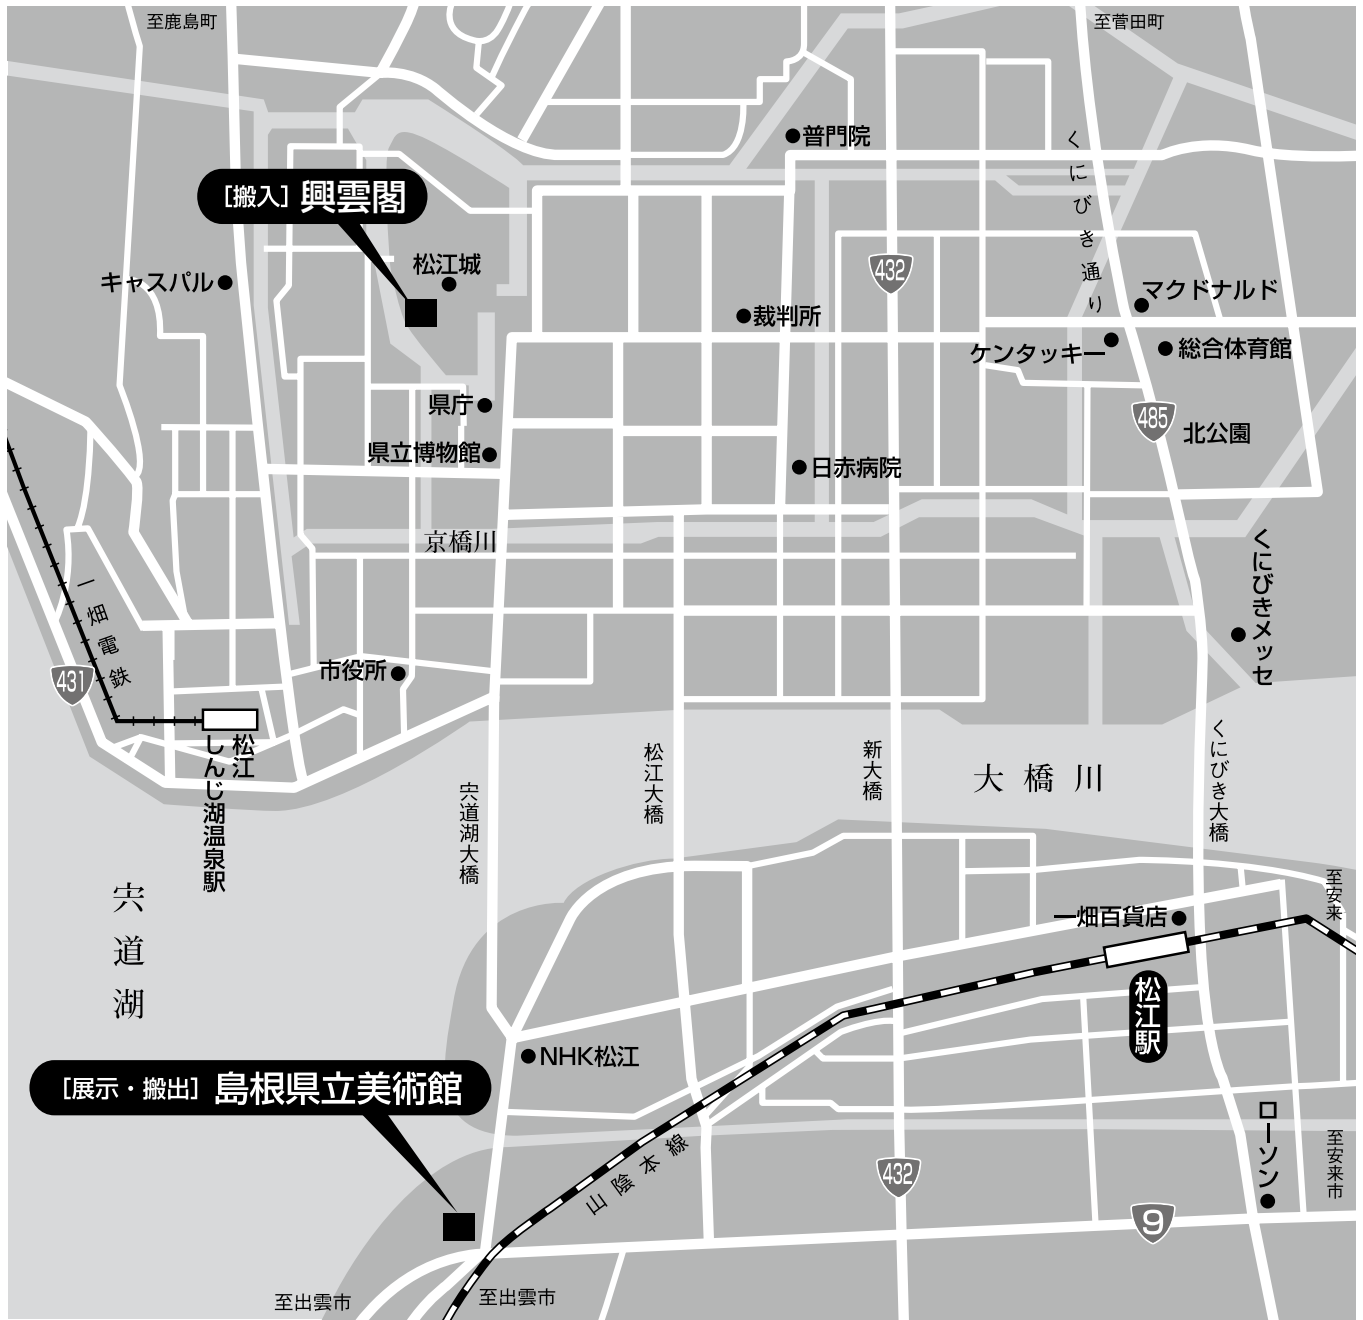 至鹿島町
至菅田町
普門院
くにびき通り
[搬入] 興雲閣
松江城
キャスパル
432
マクドナルド
裁判所
ケンタッキー
総合体育館
県庁
485
北公園
県立博物館
日赤病院
京橋川
くにびきメッセ
一畑電鉄
市役所
431
松江
しんじ湖温泉駅
宍道湖大橋
松江大橋
新大橋
大橋川
くにびき大橋
宍道湖
至安来
一畑百貨店
松江駅
NHK松江
[展示・搬出] 島根県立美術館
山陰本線
432
ローソン
至安来市
9
至出雲市
至出雲市